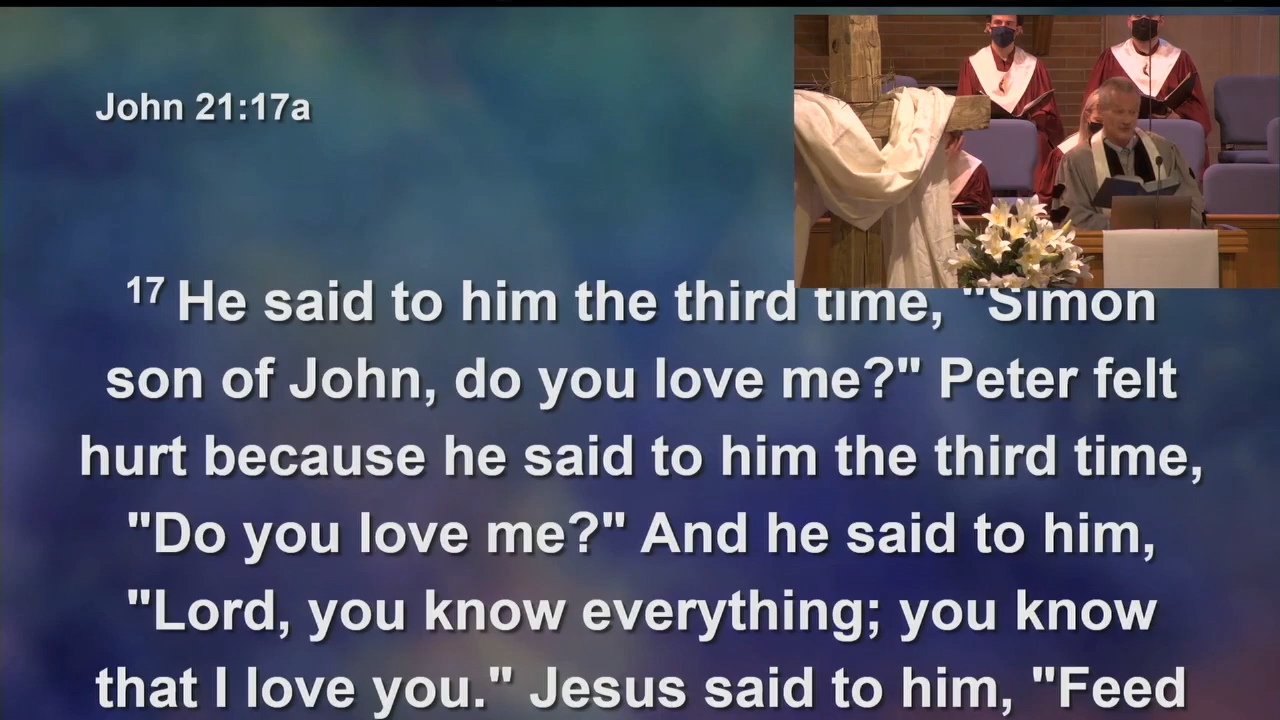 John 21:17a
17 He said to him the third time, "Simon
son of John, do you love me?" Peter felt
hurt because he said to him the third time,
"Do you love me?" And he said to him,
"Lord, you know everything; you know
that I love you." Jesus said to him, "Feed